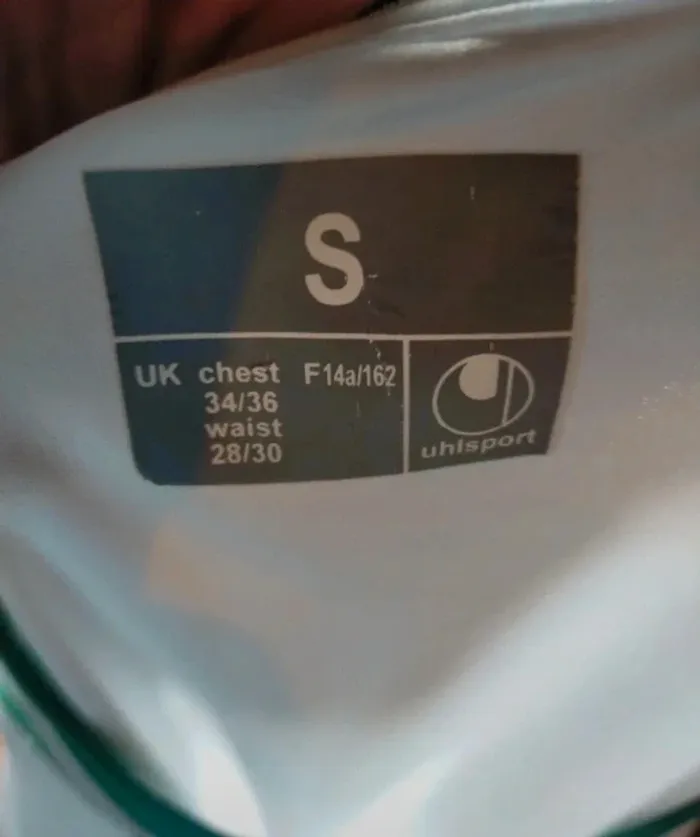 S
UK chest F14a/162
34/36
waist
28/30
uhlsport